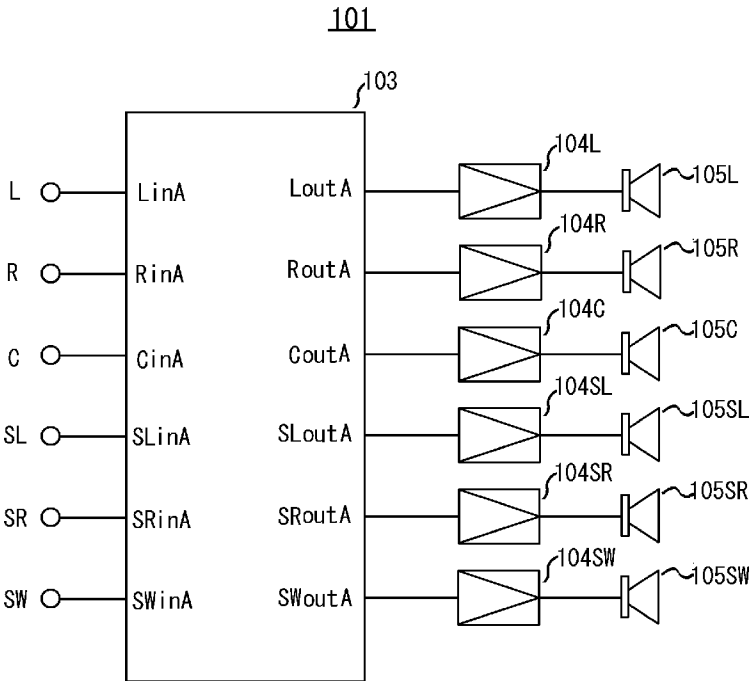 101
103
L LinA LoutA 104L 105L
R RinA RoutA 104R 105R
C CinA CoutA 104C 105C
SL SLinA SLoutA 104SL 105SL
SR SRinA SRoutA 104SR 105SR
SW SWinA SWoutA 104SW 105SW